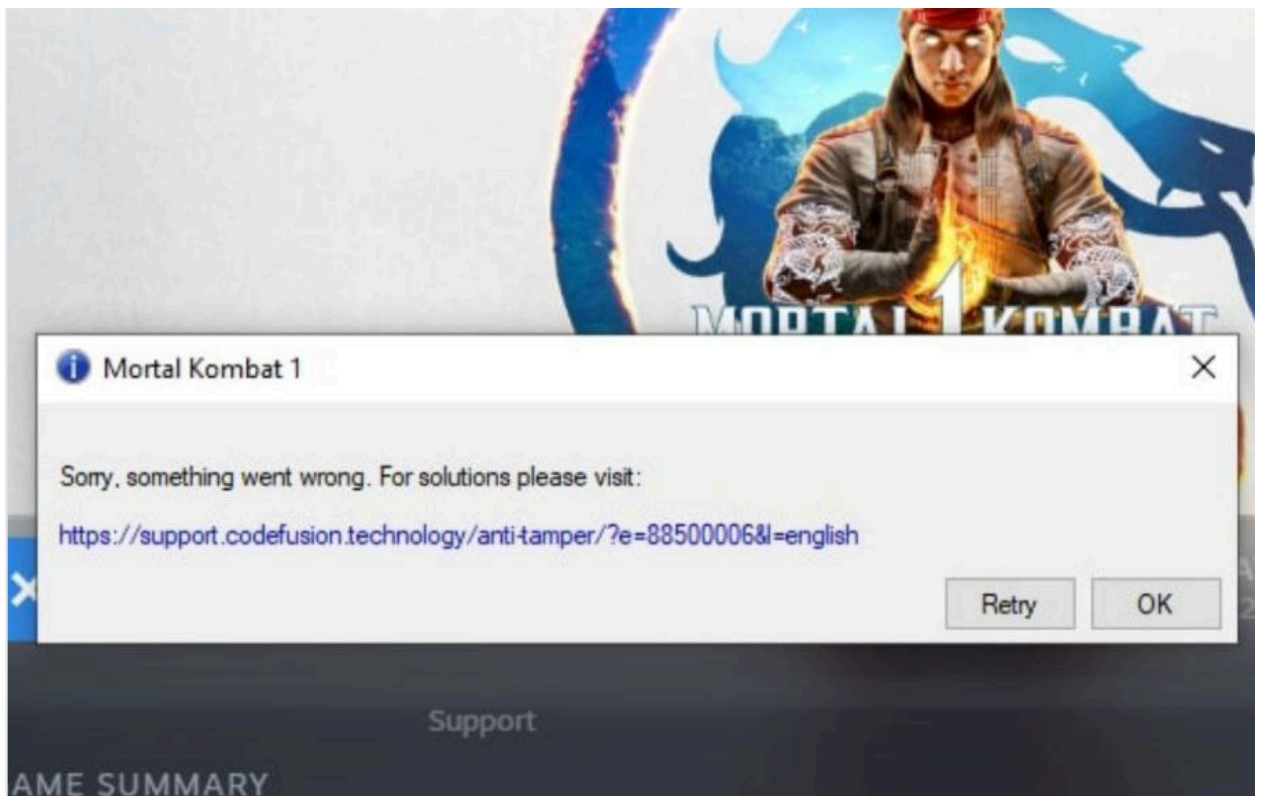 MORTAL KOMBAT 1
Mortal Kombat 1
Sorry, something went wrong. For solutions please visit:
https://support.codefusion.technology/anti-tamper/?e=88500006&l=english
Retry
OK
Support
AME SUMMARY